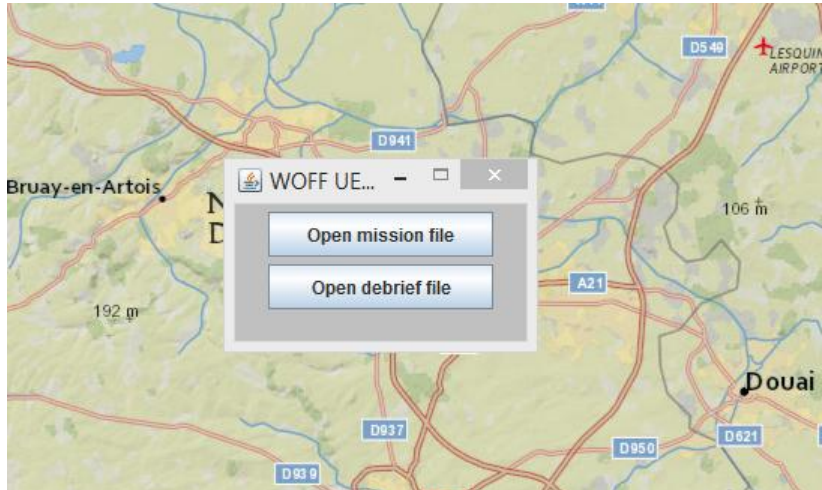 D549
LESQUIN
AIRPORT
D941
Bruay-en-Artois
WOFF UE...
N
D
Open mission file
106 m
Open debrief file
A21
192 m
Douai
D937
D621
D950
D939